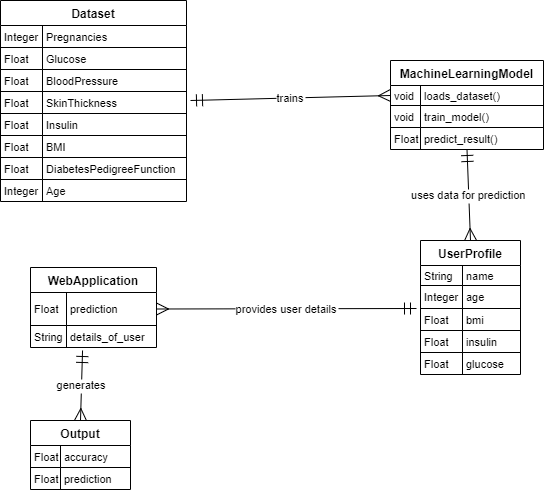 Dataset
Integer Pregnancies
Float Glucose
Float BloodPressure
Float SkinThickness
Float Insulin
Float BMI
Float DiabetesPedigreeFunction
Integer Age
trains
MachineLearningModel
void loads_dataset()
void train_model()
Float predict_result()
uses data for prediction
UserProfile
String name
Integer age
Float bmi
Float insulin
Float glucose
provides user details
WebApplication
Float prediction
String details_of_user
generates
Output
Float accuracy
Float prediction